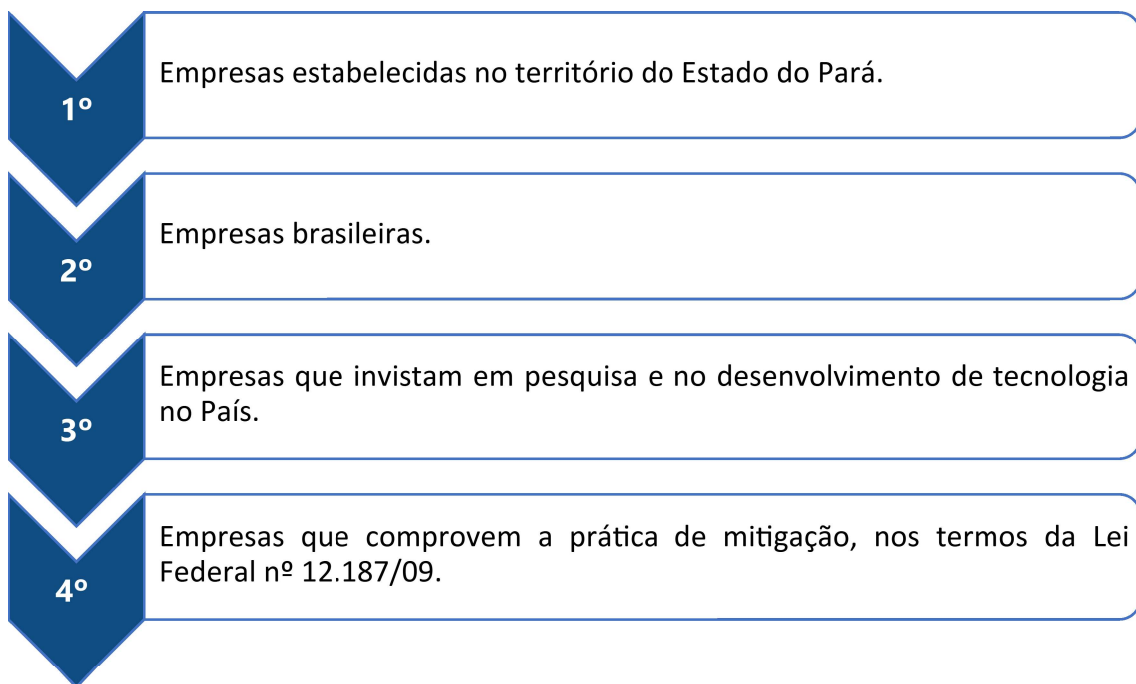 1º
Empresas estabelecidas no território do Estado do Pará.
2º
Empresas brasileiras.
3º
Empresas que invistam em pesquisa e no desenvolvimento de tecnologia
no País.
4º
Empresas que comprovem a prática de mitigação, nos termos da Lei
Federal nº 12.187/09.